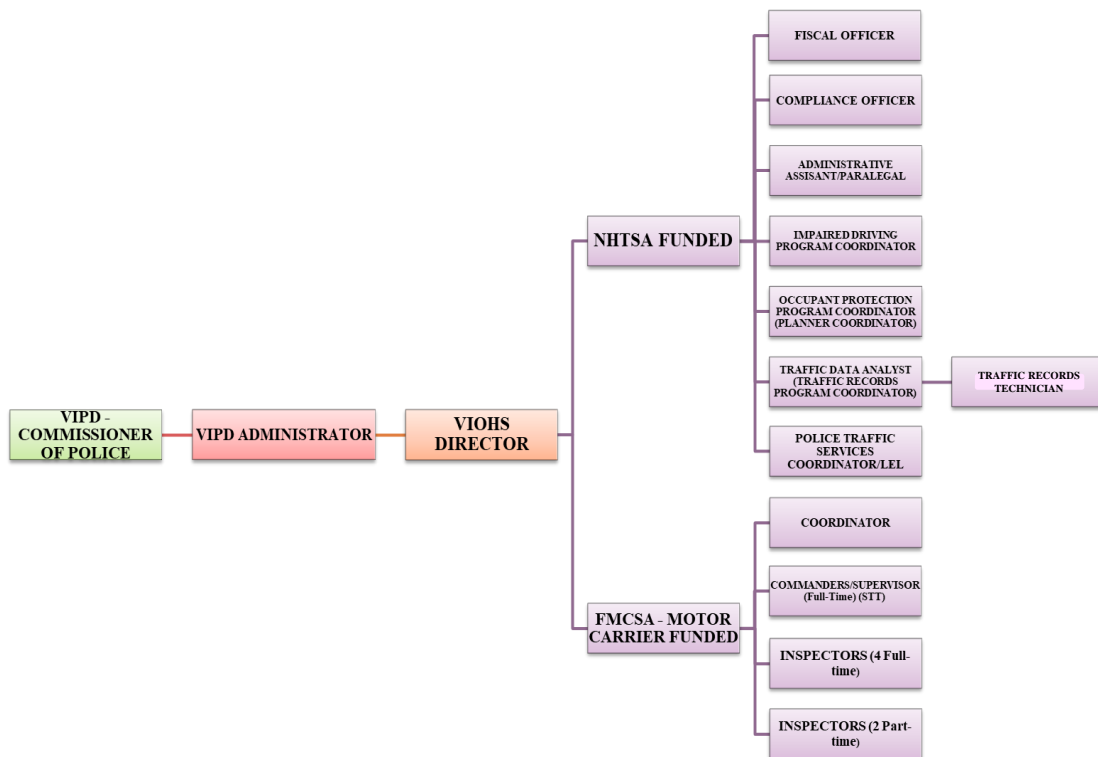 FISCAL OFFICER
COMPLIANCE OFFICER
ADMINISTRATIVE
ASSISANT/PARALEGAL
NHTSA FUNDED
IMPAIRED DRIVING
PROGRAM COORDINATOR
OCCUPANT PROTECTION
PROGRAM COORDINATOR
(PLANNER COORDINATOR)
TRAFFIC DATA ANALYST
(TRAFFIC RECORDS
PROGRAM COORDINATOR)
TRAFFIC RECORDS
TECHNICIAN
VIPD -
COMMISSIONER
OF POLICE
VIPD ADMINISTRATOR
VIOHS
DIRECTOR
POLICE TRAFFIC
SERVICES
COORDINATOR/LEL
COORDINATOR
COMMANDERS/SUPERVISOR
(Full-Time) (STT)
FMCSA - MOTOR
CARRIER FUNDED
INSPECTORS (4 Full-
time)
INSPECTORS (2 Part-
time)